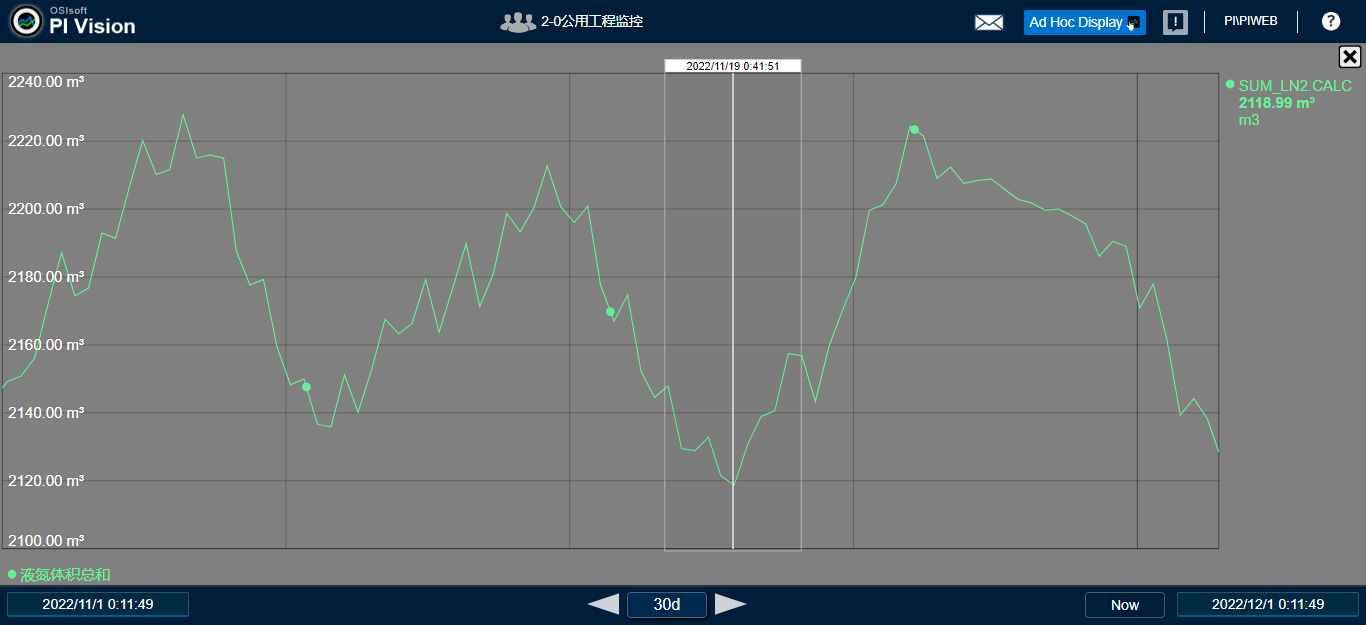 OSIsoft
PI Vision
2-0公用工程监控
Ad Hoc Display
PI\PIWEB
?
2022/11/19 0:41:51
2240.00 m³
2220.00 m³
2200.00 m³
2180.00 m³
2160.00 m³
2140.00 m³
2120.00 m³
2100.00 m³
SUM_LN2.CALC
2118.99 m³
m3
液氮体积总和
2022/11/1 0:11:49
30d
Now
2022/12/1 0:11:49